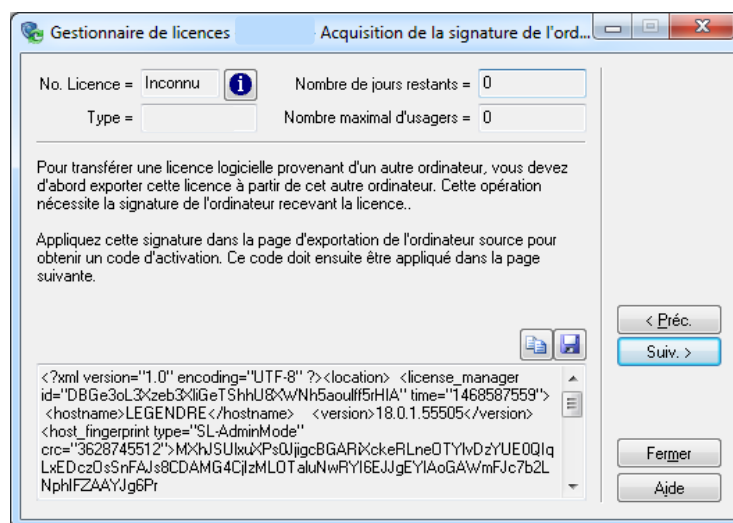 Gestionnaire de licences - Acquisition de la signature de l'ord...
No. Licence = Inconnu Nombre de jours restants = 0
Type = Nombre maximal d'usagers = 0
Pour transférer une licence logicielle provenant d'un autre ordinateur, vous devez
d'abord exporter cette licence à partir de cet autre ordinateur. Cette opération
nécessite la signature de l'ordinateur recevant la licence..
Appliquez cette signature dans la page d'exportation de l'ordinateur source pour
obtenir un code d'activation. Ce code doit ensuite être appliqué dans la page
suivante.
< Préc.
Suiv. >
<?xml version="1.0" encoding="UTF-8" ?><location> <license_manager
time="1468587559">
<hostname>LEGENDRE</hostname> <version>18.0.1.55505</version>
<host_fingerprint type="SL-AdminMode"
crc="3628745512">
Fermer
Aide